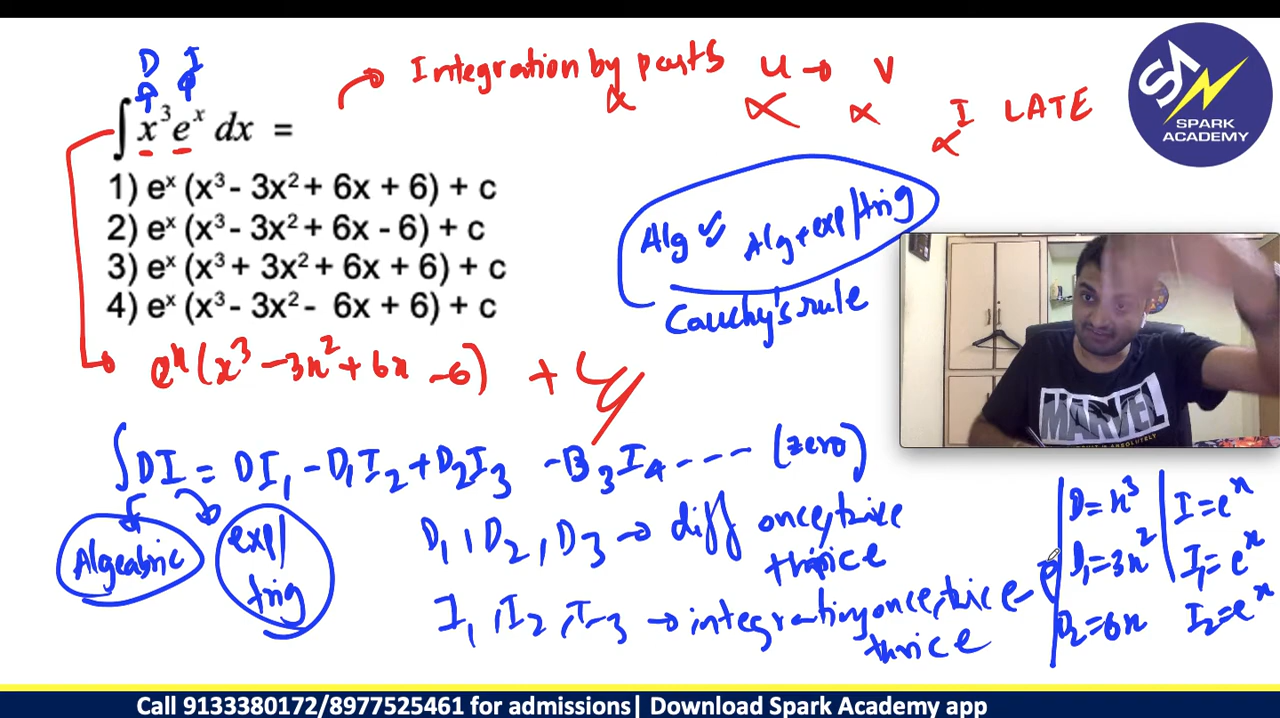 D I
Integration by parts u → v
I LATE
∫ x³ eˣ dx =
1) eˣ (x³ - 3x² + 6x + 6) + c
2) eˣ (x³ - 3x² + 6x - 6) + c
3) eˣ (x³ + 3x² + 6x + 6) + c
4) eˣ (x³ - 3x² - 6x + 6) + c
Alg Alg + exp/trig
Cauchy's rule
eˣ (x³ - 3x² + 6x - 6) +
∫DI = DI₁ - D₁I₂ + D₂I₃ - D₃I₄ ---- (zero)
Algeabric
exp/
trig
D₁, D₂, D₃ → diff once, twice
thrice
I₁, I₂, I₃ → integrating once, twice
thrice
D = x³ I = eˣ
D₁ = 3x² I₁ = eˣ
D₂ = 6x I₂ = eˣ
SPARK
ACADEMY
MARVEL
Call 9133380172/8977525461 for admissions| Download Spark Academy app